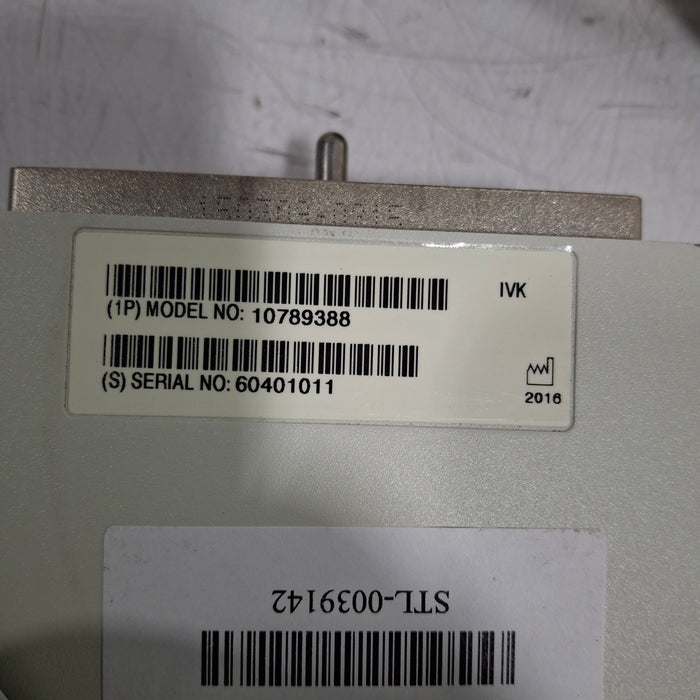 IVK
(1P) MODEL NO: 10789388
(S) SERIAL NO: 60401011
2016
STL-0039142